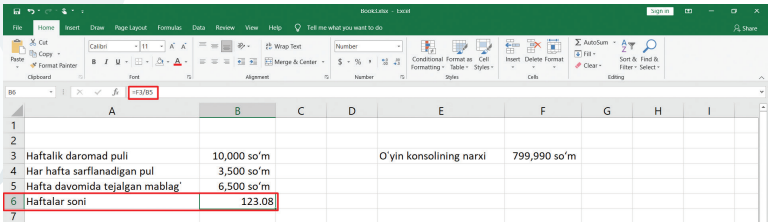 Book1.xlsx - Excel
Sign in
File Home Insert Draw Page Layout Formulas Data Review View Help Tell me what you want to do
Share
Paste
Cut
Copy
Format Painter
Clipboard
Calibri 11 A A
B I U A
Font
Wrap Text
Merge & Center
Alignment
Number
$ % ,
Number
Conditional Formatting
Format as Table
Cell Styles
Styles
Insert Delete Format
Cells
AutoSum
Fill
Clear
Sort & Filter
Find & Select
Editing
B6 fx =F3/B5
A B C D E F G H I
1
2
3 Haftalik daromad puli 10,000 so‘m O‘yin konsolining narxi 799,990 so‘m
4 Har hafta sarflanadigan pul 3,500 so‘m
5 Hafta davomida tejalgan mablag` 6,500 so‘m
6 Haftalar soni 123.08
7